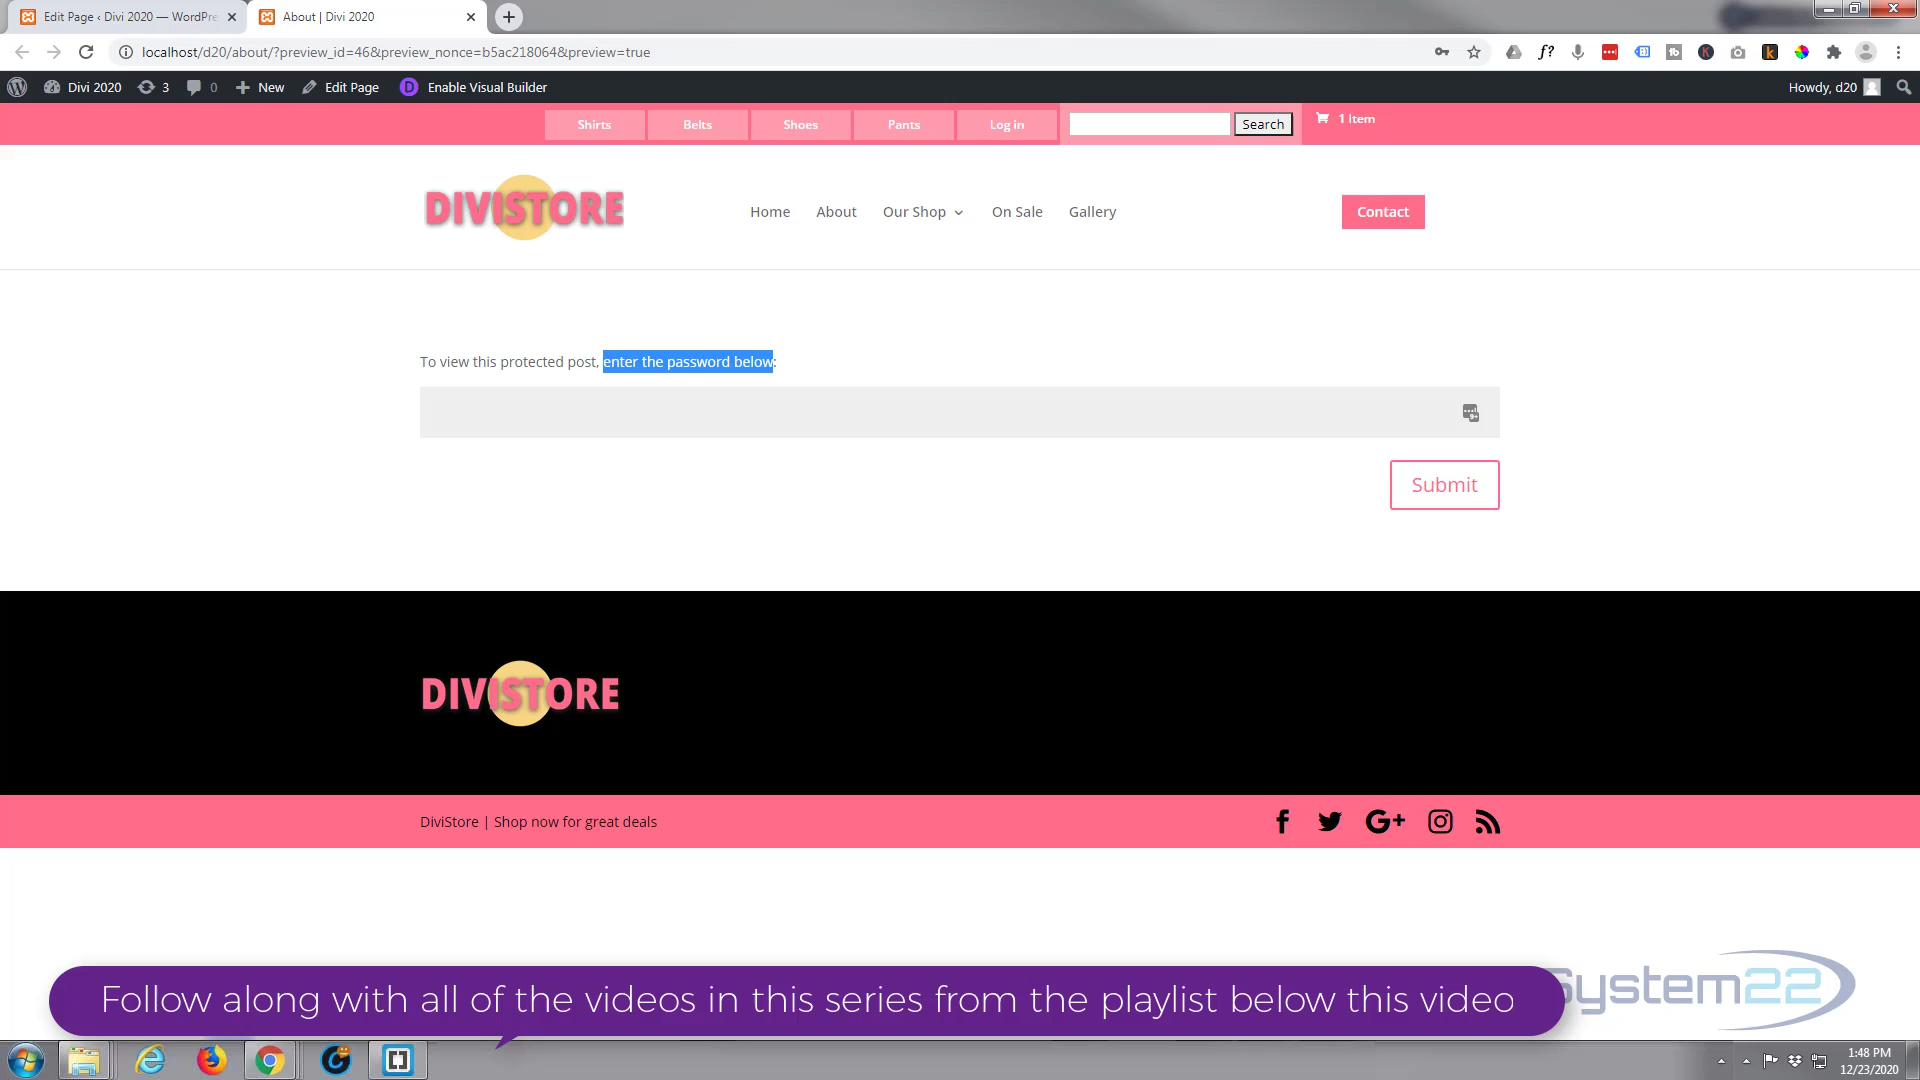 Edit Page ‹ Divi 2020 — WordPre
About | Divi 2020
localhost/d20/about/?preview_id=46&preview_nonce=b5ac218064&preview=true
Divi 2020 3 0 New Edit Page D Enable Visual Builder Howdy, d20
Shirts Belts Shoes Pants Log in Search 1 Item
DIVISTORE
Home About Our Shop On Sale Gallery Contact
To view this protected post, enter the password below:
Submit
DIVISTORE
DiviStore | Shop now for great deals
G+
Follow along with all of the videos in this series from the playlist below this video
System22
1:48 PM
12/23/2020